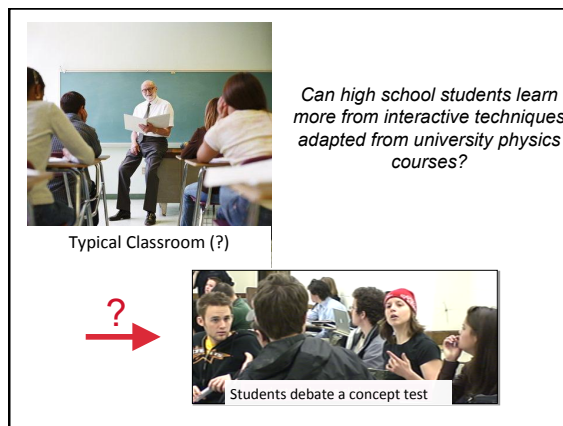 Can high school students learn
more from interactive techniques
adapted from university physics
courses?
Typical Classroom (?)
?
Students debate a concept test